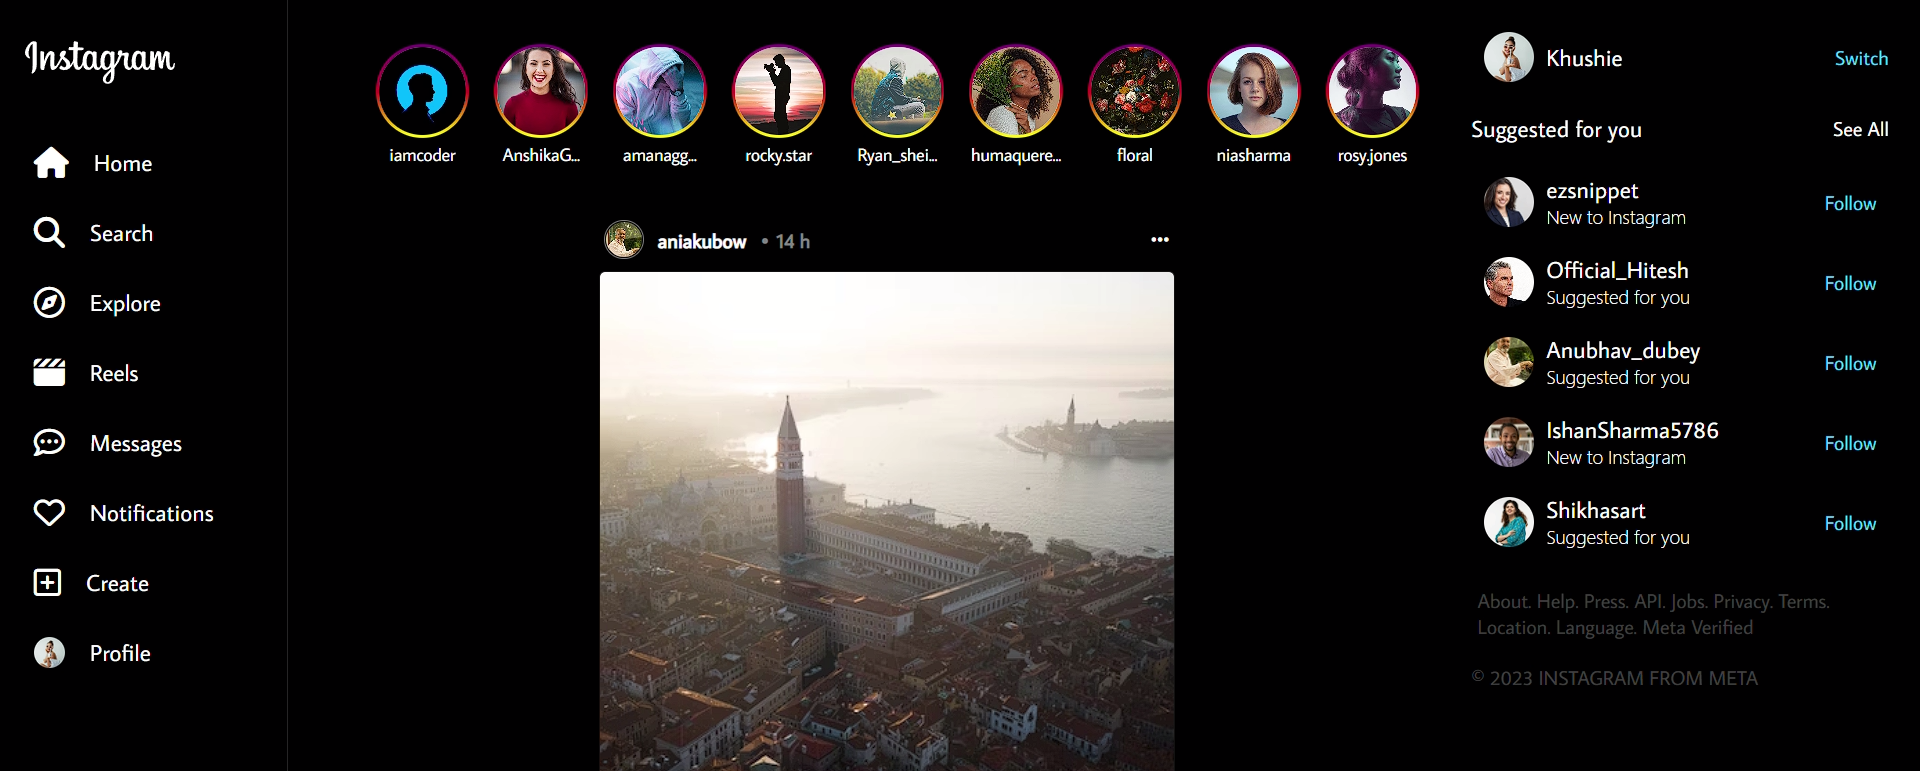 Instagram
Home
Search
Explore
Reels
Messages
Notifications
Create
Profile
iamcoder
AnshikaG...
amanagg...
rocky.star
Ryan_shei...
humaquere...
floral
niasharma
rosy.jones
aniakubow • 14 h
Khushie
Switch
Suggested for you
See All
ezsnippet
New to Instagram
Follow
Official_Hitesh
Suggested for you
Follow
Anubhav_dubey
Suggested for you
Follow
IshanSharma5786
New to Instagram
Follow
Shikhasart
Suggested for you
Follow
About. Help. Press. API. Jobs. Privacy. Terms.
Location. Language. Meta Verified
© 2023 INSTAGRAM FROM META